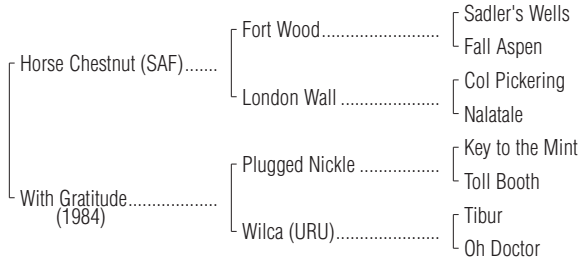 Sadler's Wells
Fort Wood
Fall Aspen
Horse Chestnut (SAF)
Col Pickering
London Wall
Nalatale
Key to the Mint
Plugged Nickle
Toll Booth
With Gratitude
(1984)
Tibur
Wilca (URU)
Oh Doctor